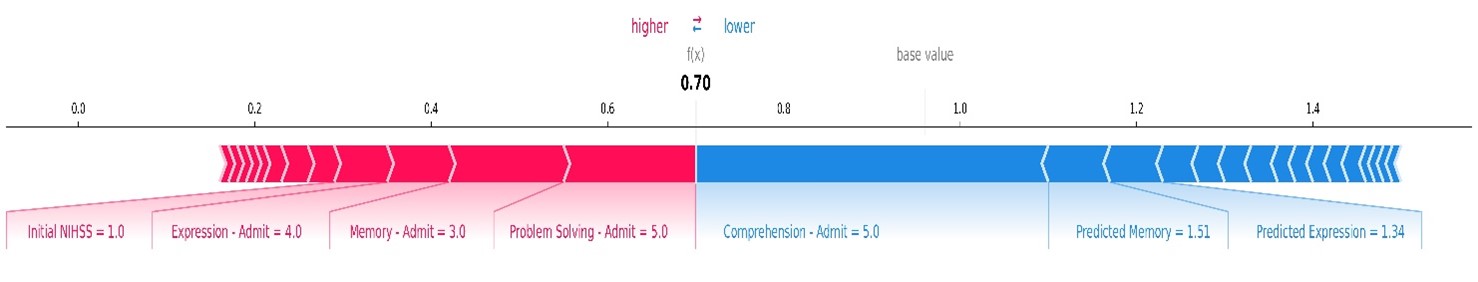 higher lower
f(x) base value
0.70
0.0 0.2 0.4 0.6 0.8 1.0 1.2 1.4
Initial NIHSS = 1.0 Expression - Admit = 4.0 Memory - Admit = 3.0 Problem Solving - Admit = 5.0 Comprehension - Admit = 5.0 Predicted Memory = 1.51 Predicted Expression = 1.34